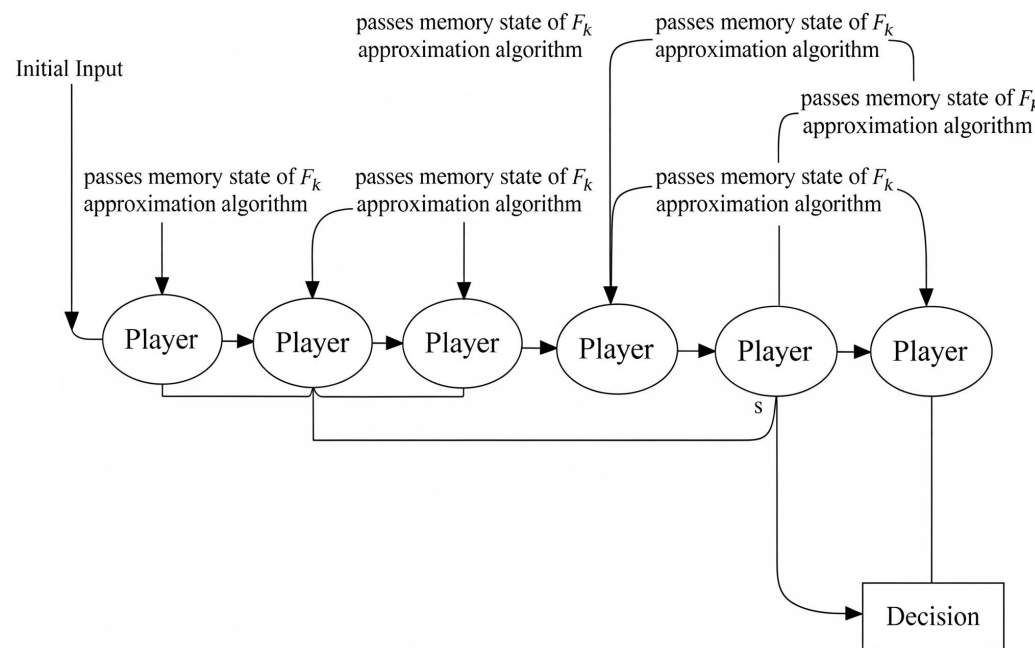 passes memory state of F_k
approximation algorithm
passes memory state of F_k
approximation algorithm
Initial Input
passes memory state of F_k
approximation algorithm
passes memory state of F_k
approximation algorithm
passes memory state of F_k
approximation algorithm
passes memory state of F_k
approximation algorithm
Player
Player
Player
Player
Player
Player
s
Decision